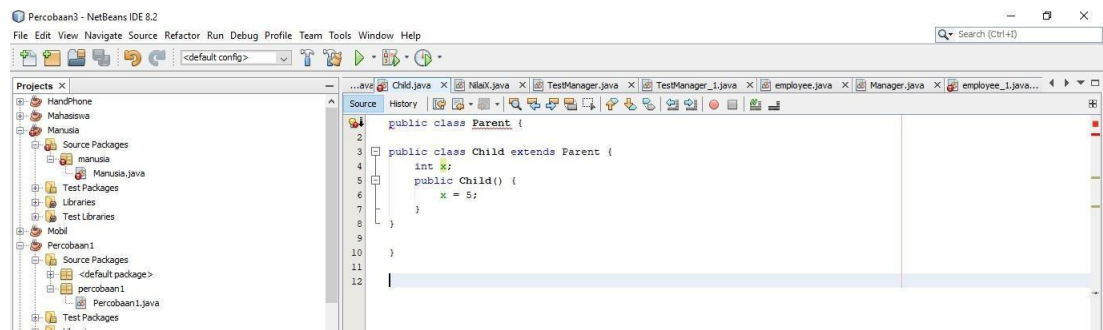 Percobaan3 - NetBeans IDE 8.2
File Edit View Navigate Source Refactor Run Debug Profile Team Tools Window Help
Search (Ctrl+I)
<default config>
Projects
HandPhone
Mahasiswa
Manusia
Source Packages
manusia
Manusia.java
Test Packages
Libraries
Test Libraries
Mobil
Percobaan1
Source Packages
<default package>
percobaan1
Percobaan1.java
Test Packages
...ava Child.java NilaiX.java TestManager.java TestManager_1.java employee.java Manager.java employee_1.java...
Source History
public class Parent {
2
3 public class Child extends Parent {
4 int x;
5 public Child() {
6 x = 5;
7 }
8 }
9
10 }
11
12